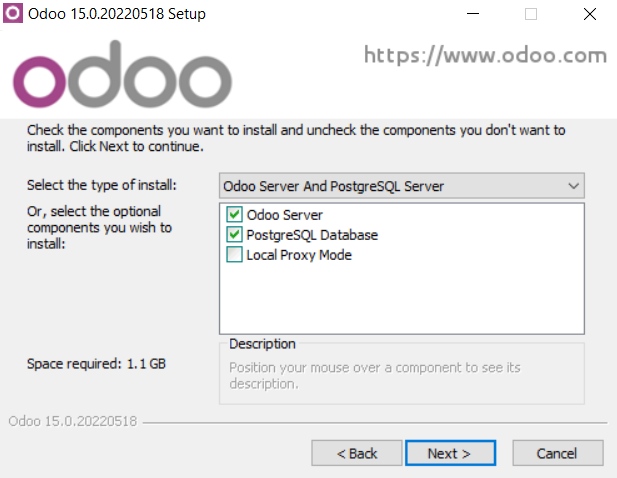 Odoo 15.0.20220518 Setup
odoo
https://www.odoo.com
Check the components you want to install and uncheck the components you don't want to
install. Click Next to continue.
Select the type of install:
Odoo Server And PostgreSQL Server
Or, select the optional
components you wish to
install:
Odoo Server
PostgreSQL Database
Local Proxy Mode
Space required: 1.1 GB
Description
Position your mouse over a component to see its
description.
Odoo 15.0.20220518
< Back
Next >
Cancel